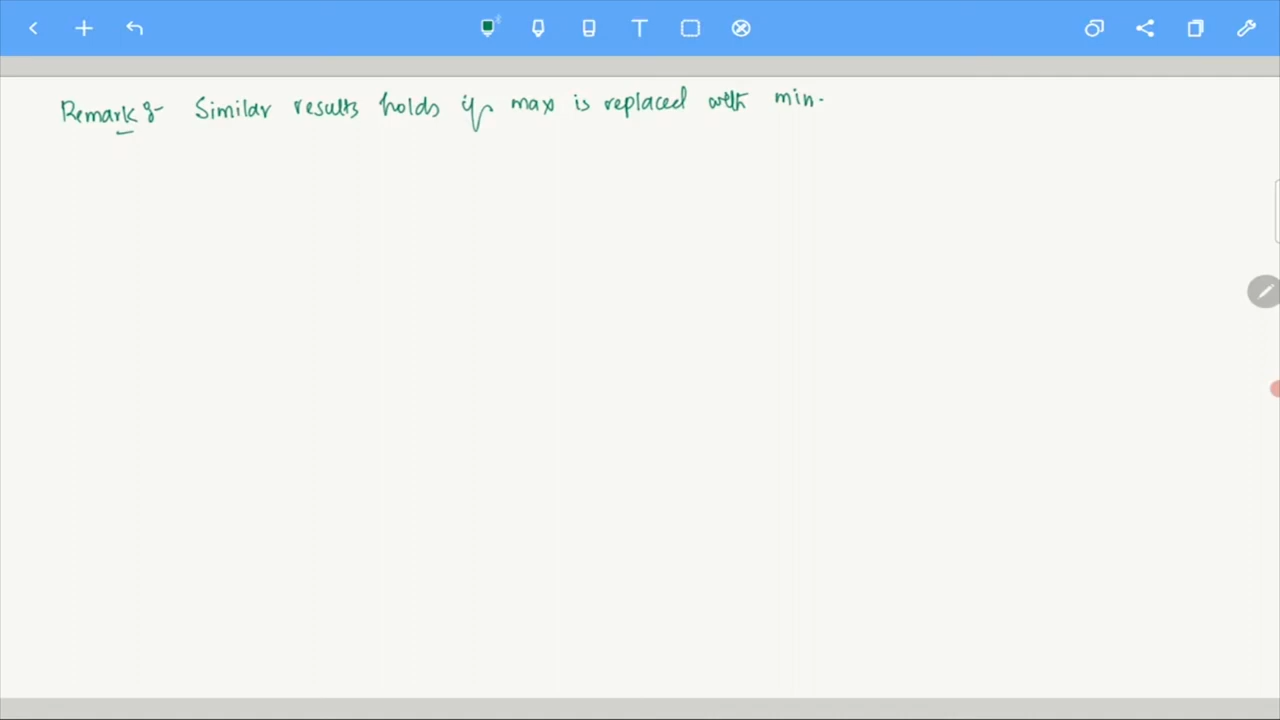 Remark :- Similar results holds if max is replaced with min.